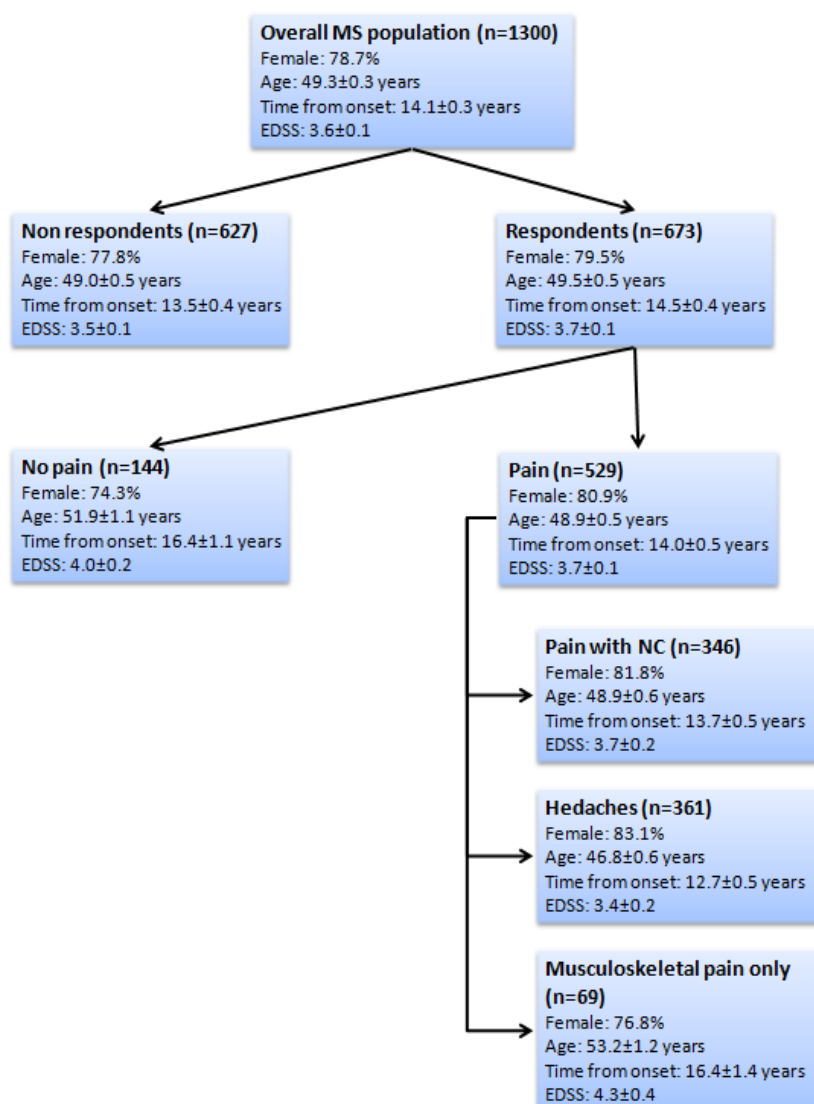 Overall MS population (n=1300)
Female: 78.7%
Age: 49.3±0.3 years
Time from onset: 14.1±0.3 years
EDSS: 3.6±0.1
Non respondents (n=627)
Female: 77.8%
Age: 49.0±0.5 years
Time from onset: 13.5±0.4 years
EDSS: 3.5±0.1
Respondents (n=673)
Female: 79.5%
Age: 49.5±0.5 years
Time from onset: 14.5±0.4 years
EDSS: 3.7±0.1
No pain (n=144)
Female: 74.3%
Age: 51.9±1.1 years
Time from onset: 16.4±1.1 years
EDSS: 4.0±0.2
Pain (n=529)
Female: 80.9%
Age: 48.9±0.5 years
Time from onset: 14.0±0.5 years
EDSS: 3.7±0.1
Pain with NC (n=346)
Female: 81.8%
Age: 48.9±0.6 years
Time from onset: 13.7±0.5 years
EDSS: 3.7±0.2
Hedaches (n=361)
Female: 83.1%
Age: 46.8±0.6 years
Time from onset: 12.7±0.5 years
EDSS: 3.4±0.2
Musculoskeletal pain only
(n=69)
Female: 76.8%
Age: 53.2±1.2 years
Time from onset: 16.4±1.4 years
EDSS: 4.3±0.4